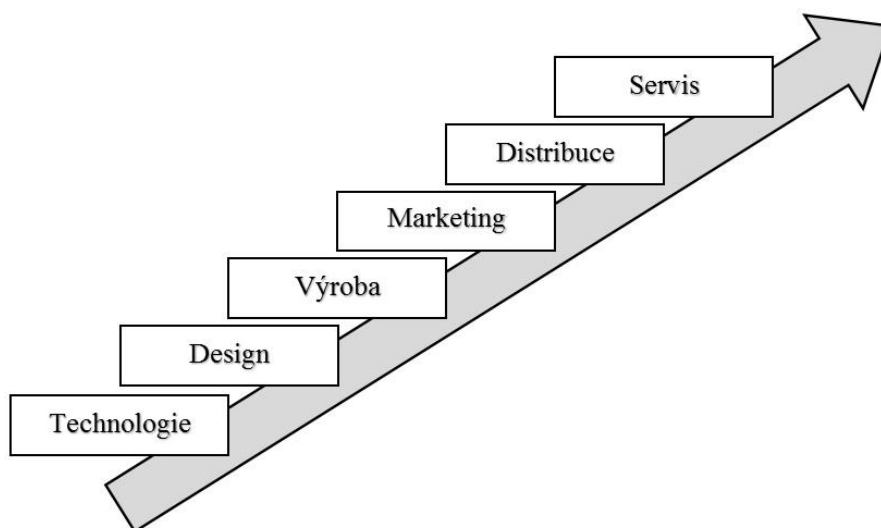 Servis
Distribuce
Marketing
Výroba
Design
Technologie